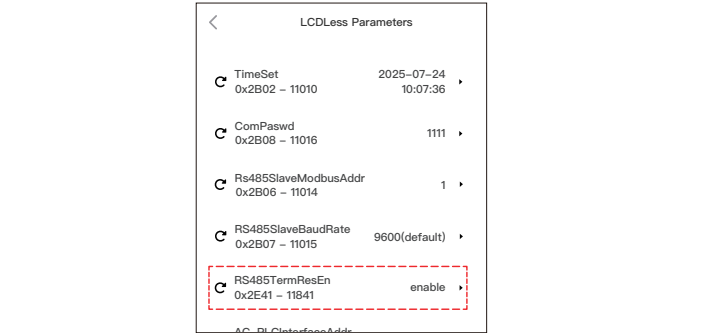 LCDLess Parameters
TimeSet 2025-07-24
0x2B02 - 11010 10:07:36
ComPaswd
0x2B08 - 11016 1111
Rs485SlaveModbusAddr
0x2B06 - 11014 1
RS485SlaveBaudRate
0x2B07 - 11015 9600(default)
RS485TermResEn
0x2E41 - 11841 enable